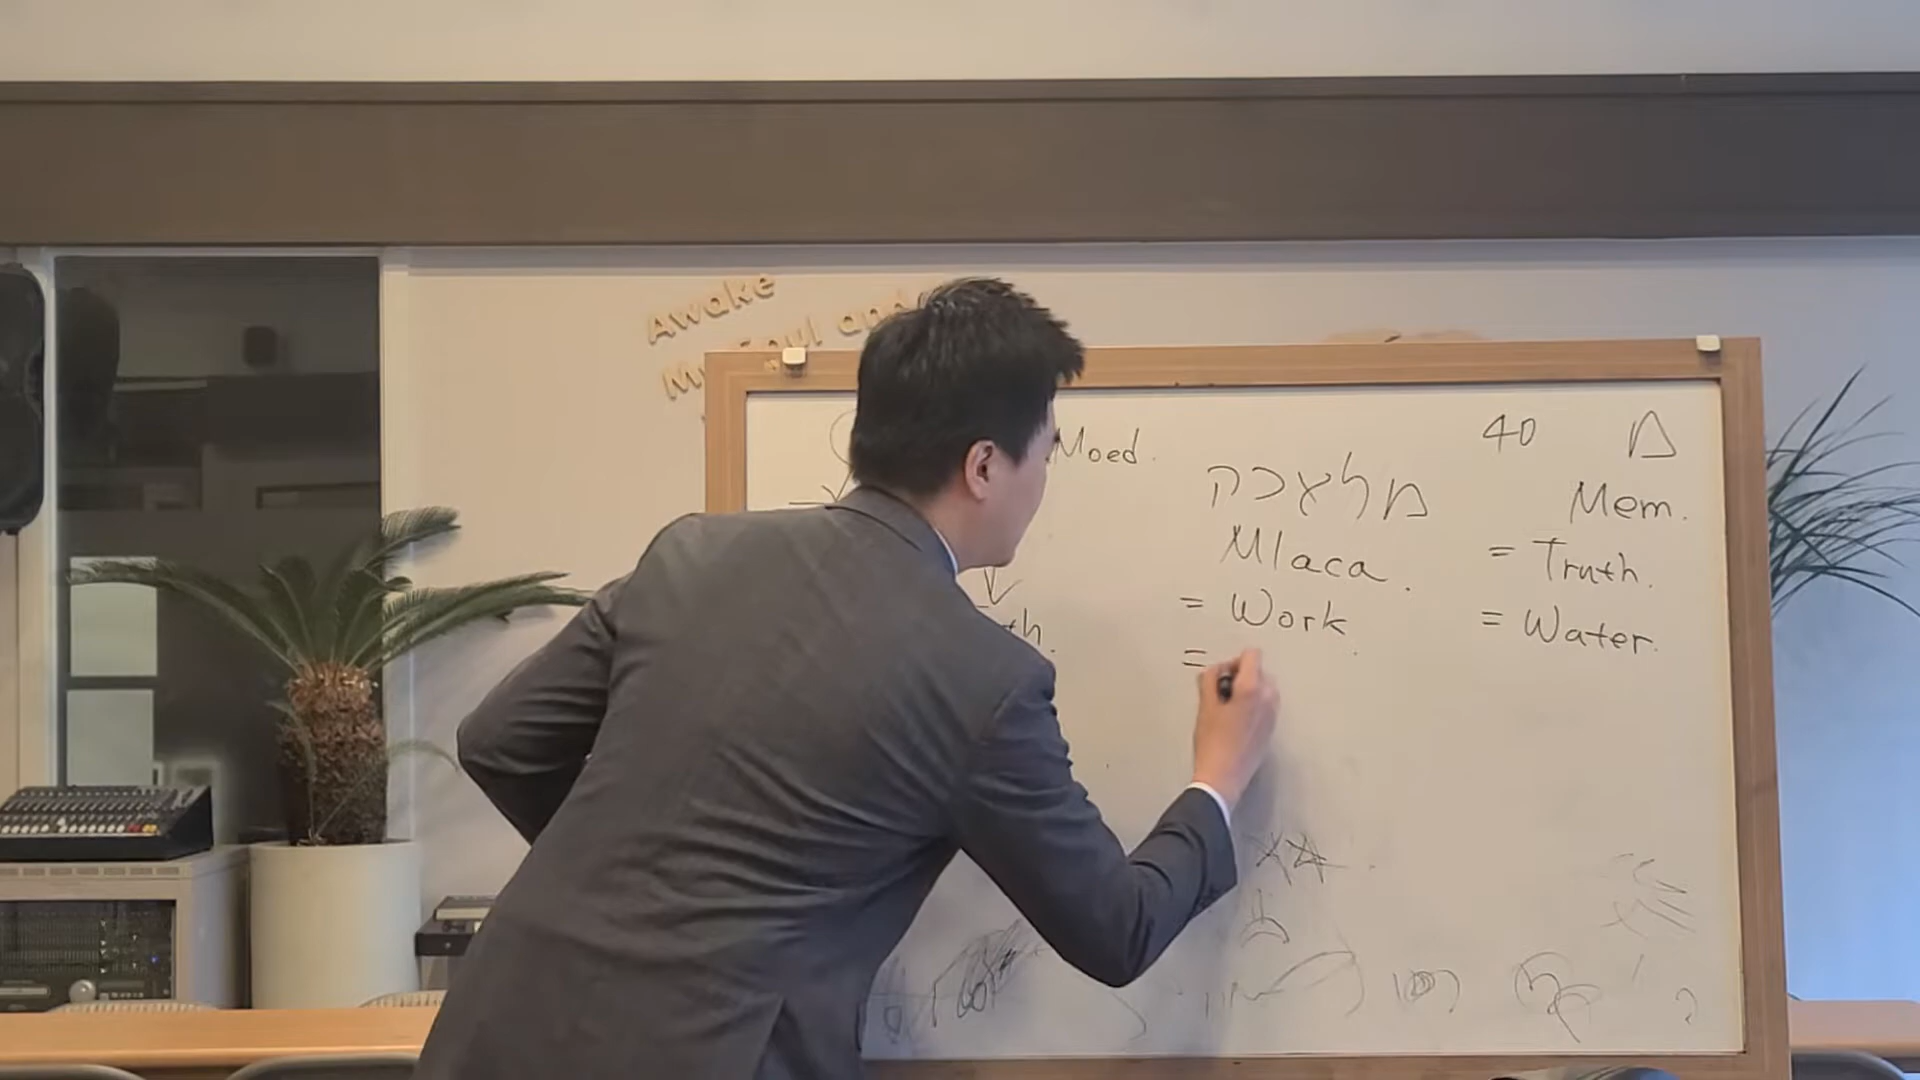 Awake
My Soul and
Moed.
40 מ
מלאכה
Mem.
Mlaca.
= Truth.
= Work.
= Water.
=